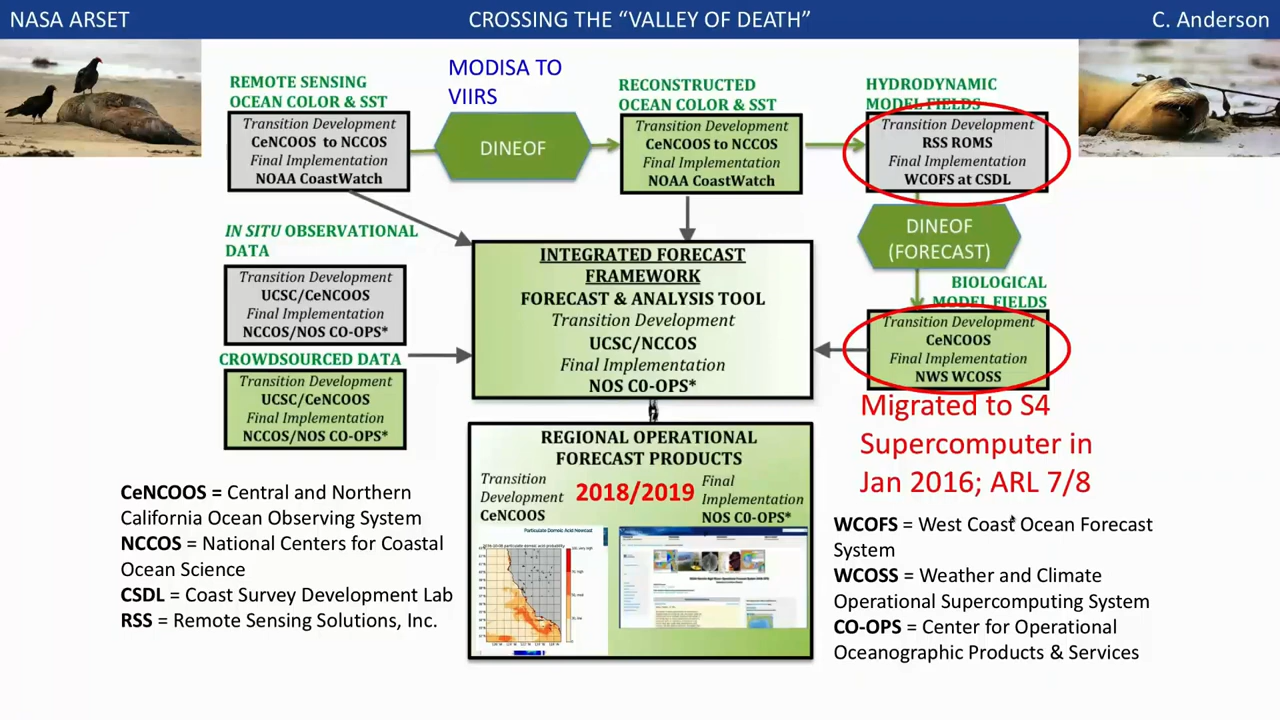 NASA ARSET
CROSSING THE “VALLEY OF DEATH”
C. Anderson
REMOTE SENSING
OCEAN COLOR & SST
Transition Development
CeNCOOS to NCCOS
Final Implementation
NOAA CoastWatch
MODISA TO
VIIRS
DINEOF
RECONSTRUCTED
OCEAN COLOR & SST
Transition Development
CeNCOOS to NCCOS
Final Implementation
NOAA CoastWatch
HYDRODYNAMIC
MODEL FIELDS
Transition Development
RSS ROMS
Final Implementation
WCOFS at CSDL
DINEOF
(FORECAST)
IN SITU OBSERVATIONAL
DATA
Transition Development
UCSC/CeNCOOS
Final Implementation
NCCOS/NOS CO-OPS*
CROWDSOURCED DATA
Transition Development
UCSC/CeNCOOS
Final Implementation
NCCOS/NOS CO-OPS*
INTEGRATED FORECAST
FRAMEWORK
FORECAST & ANALYSIS TOOL
Transition Development
UCSC/NCCOS
Final Implementation
NOS C0-OPS*
BIOLOGICAL
MODEL FIELDS
Transition Development
CeNCOOS
Final Implementation
NWS WCOSS
Migrated to S4
Supercomputer in
Jan 2016; ARL 7/8
REGIONAL OPERATIONAL
FORECAST PRODUCTS
Transition
Development
CeNCOOS
2018/2019
Final
Implementation
NOS C0-OPS*
Particulate Domoic Acid Nowcast
CeNCOOS = Central and Northern
California Ocean Observing System
NCCOS = National Centers for Coastal
Ocean Science
CSDL = Coast Survey Development Lab
RSS = Remote Sensing Solutions, Inc.
WCOFS = West Coast Ocean Forecast
System
WCOSS = Weather and Climate
Operational Supercomputing System
CO-OPS = Center for Operational
Oceanographic Products & Services